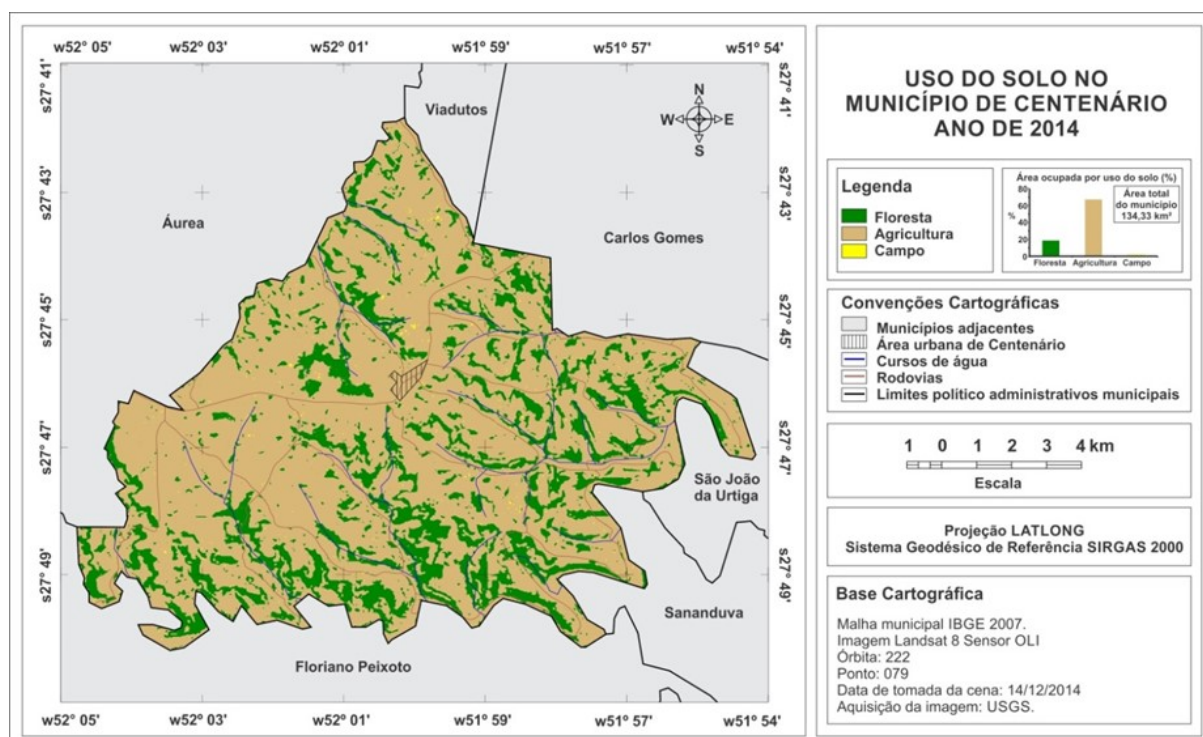 w52° 05'
w52° 03'
w52° 01'
w51° 59'
w51° 57'
w51° 54'
s27° 41'
s27° 43'
s27° 45'
s27° 47'
s27° 49'
Viadutos
N
W
E
S
Áurea
Carlos Gomes
São João
da Urtiga
Sananduva
Floriano Peixoto
s27° 41'
s27° 43'
s27° 45'
s27° 47'
s27° 49'
w52° 05'
w52° 03'
w52° 01'
w51° 59'
w51° 57'
w51° 54'
USO DO SOLO NO
MUNICÍPIO DE CENTENÁRIO
ANO DE 2014
Legenda
Floresta
Agricultura
Campo
Área ocupada por uso do solo (%)
80
60
40
20
0
%
Área total
do município
134,33 km²
Floresta
Agricultura
Campo
Convenções Cartográficas
Municípios adjacentes
Área urbana de Centenário
Cursos de água
Rodovias
Limites político administrativos municipais
1 0 1 2 3 4 km
Escala
Projeção LATLONG
Sistema Geodésico de Referência SIRGAS 2000
Base Cartográfica
Malha municipal IBGE 2007.
Imagem Landsat 8 Sensor OLI
Órbita: 222
Ponto: 079
Data de tomada da cena: 14/12/2014
Aquisição da imagem: USGS.